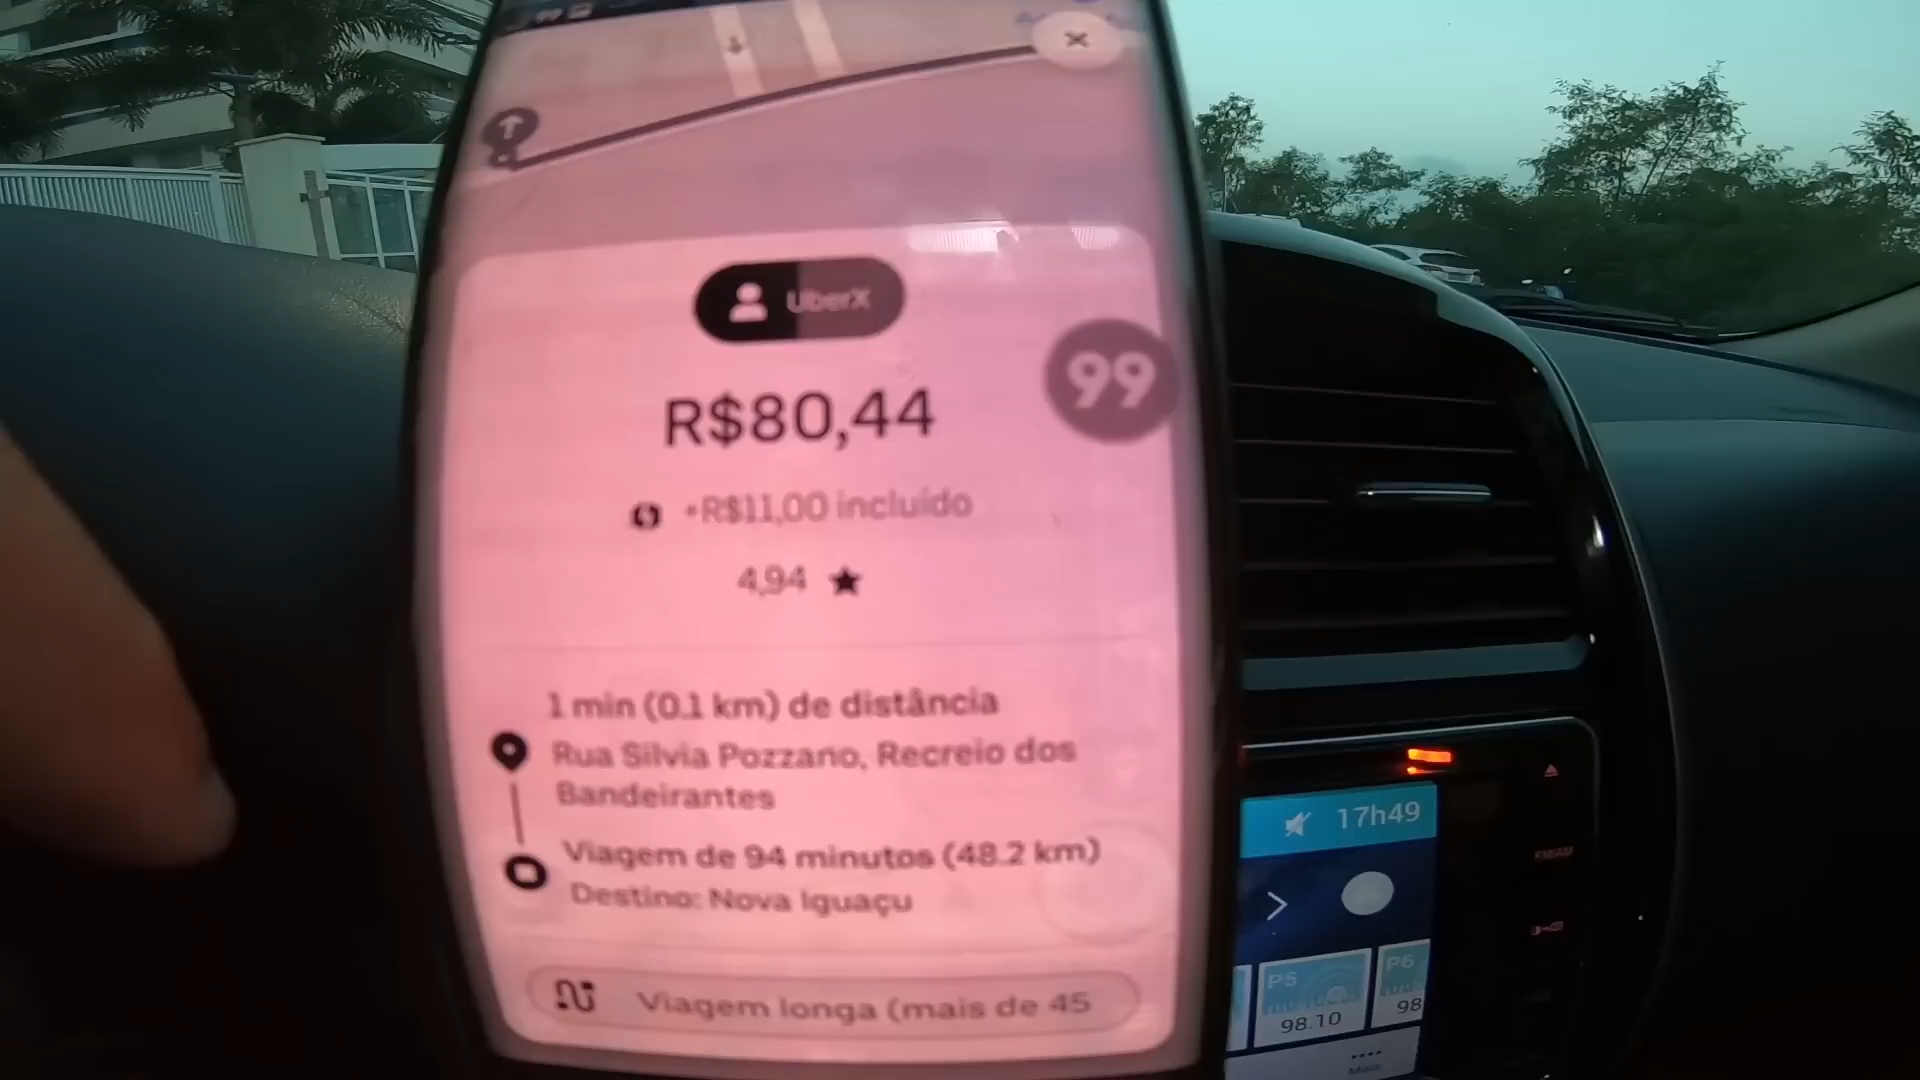 UberX
99
R$80,44
+R$11,00 incluído
4,94 ★
1 min (0.1 km) de distância
Rua Silvia Pozzano, Recreio dos
Bandeirantes
Viagem de 94 minutos (48.2 km)
Destino: Nova Iguaçu
Viagem longa (mais de 45
17h49
P5
98.10
P6
98